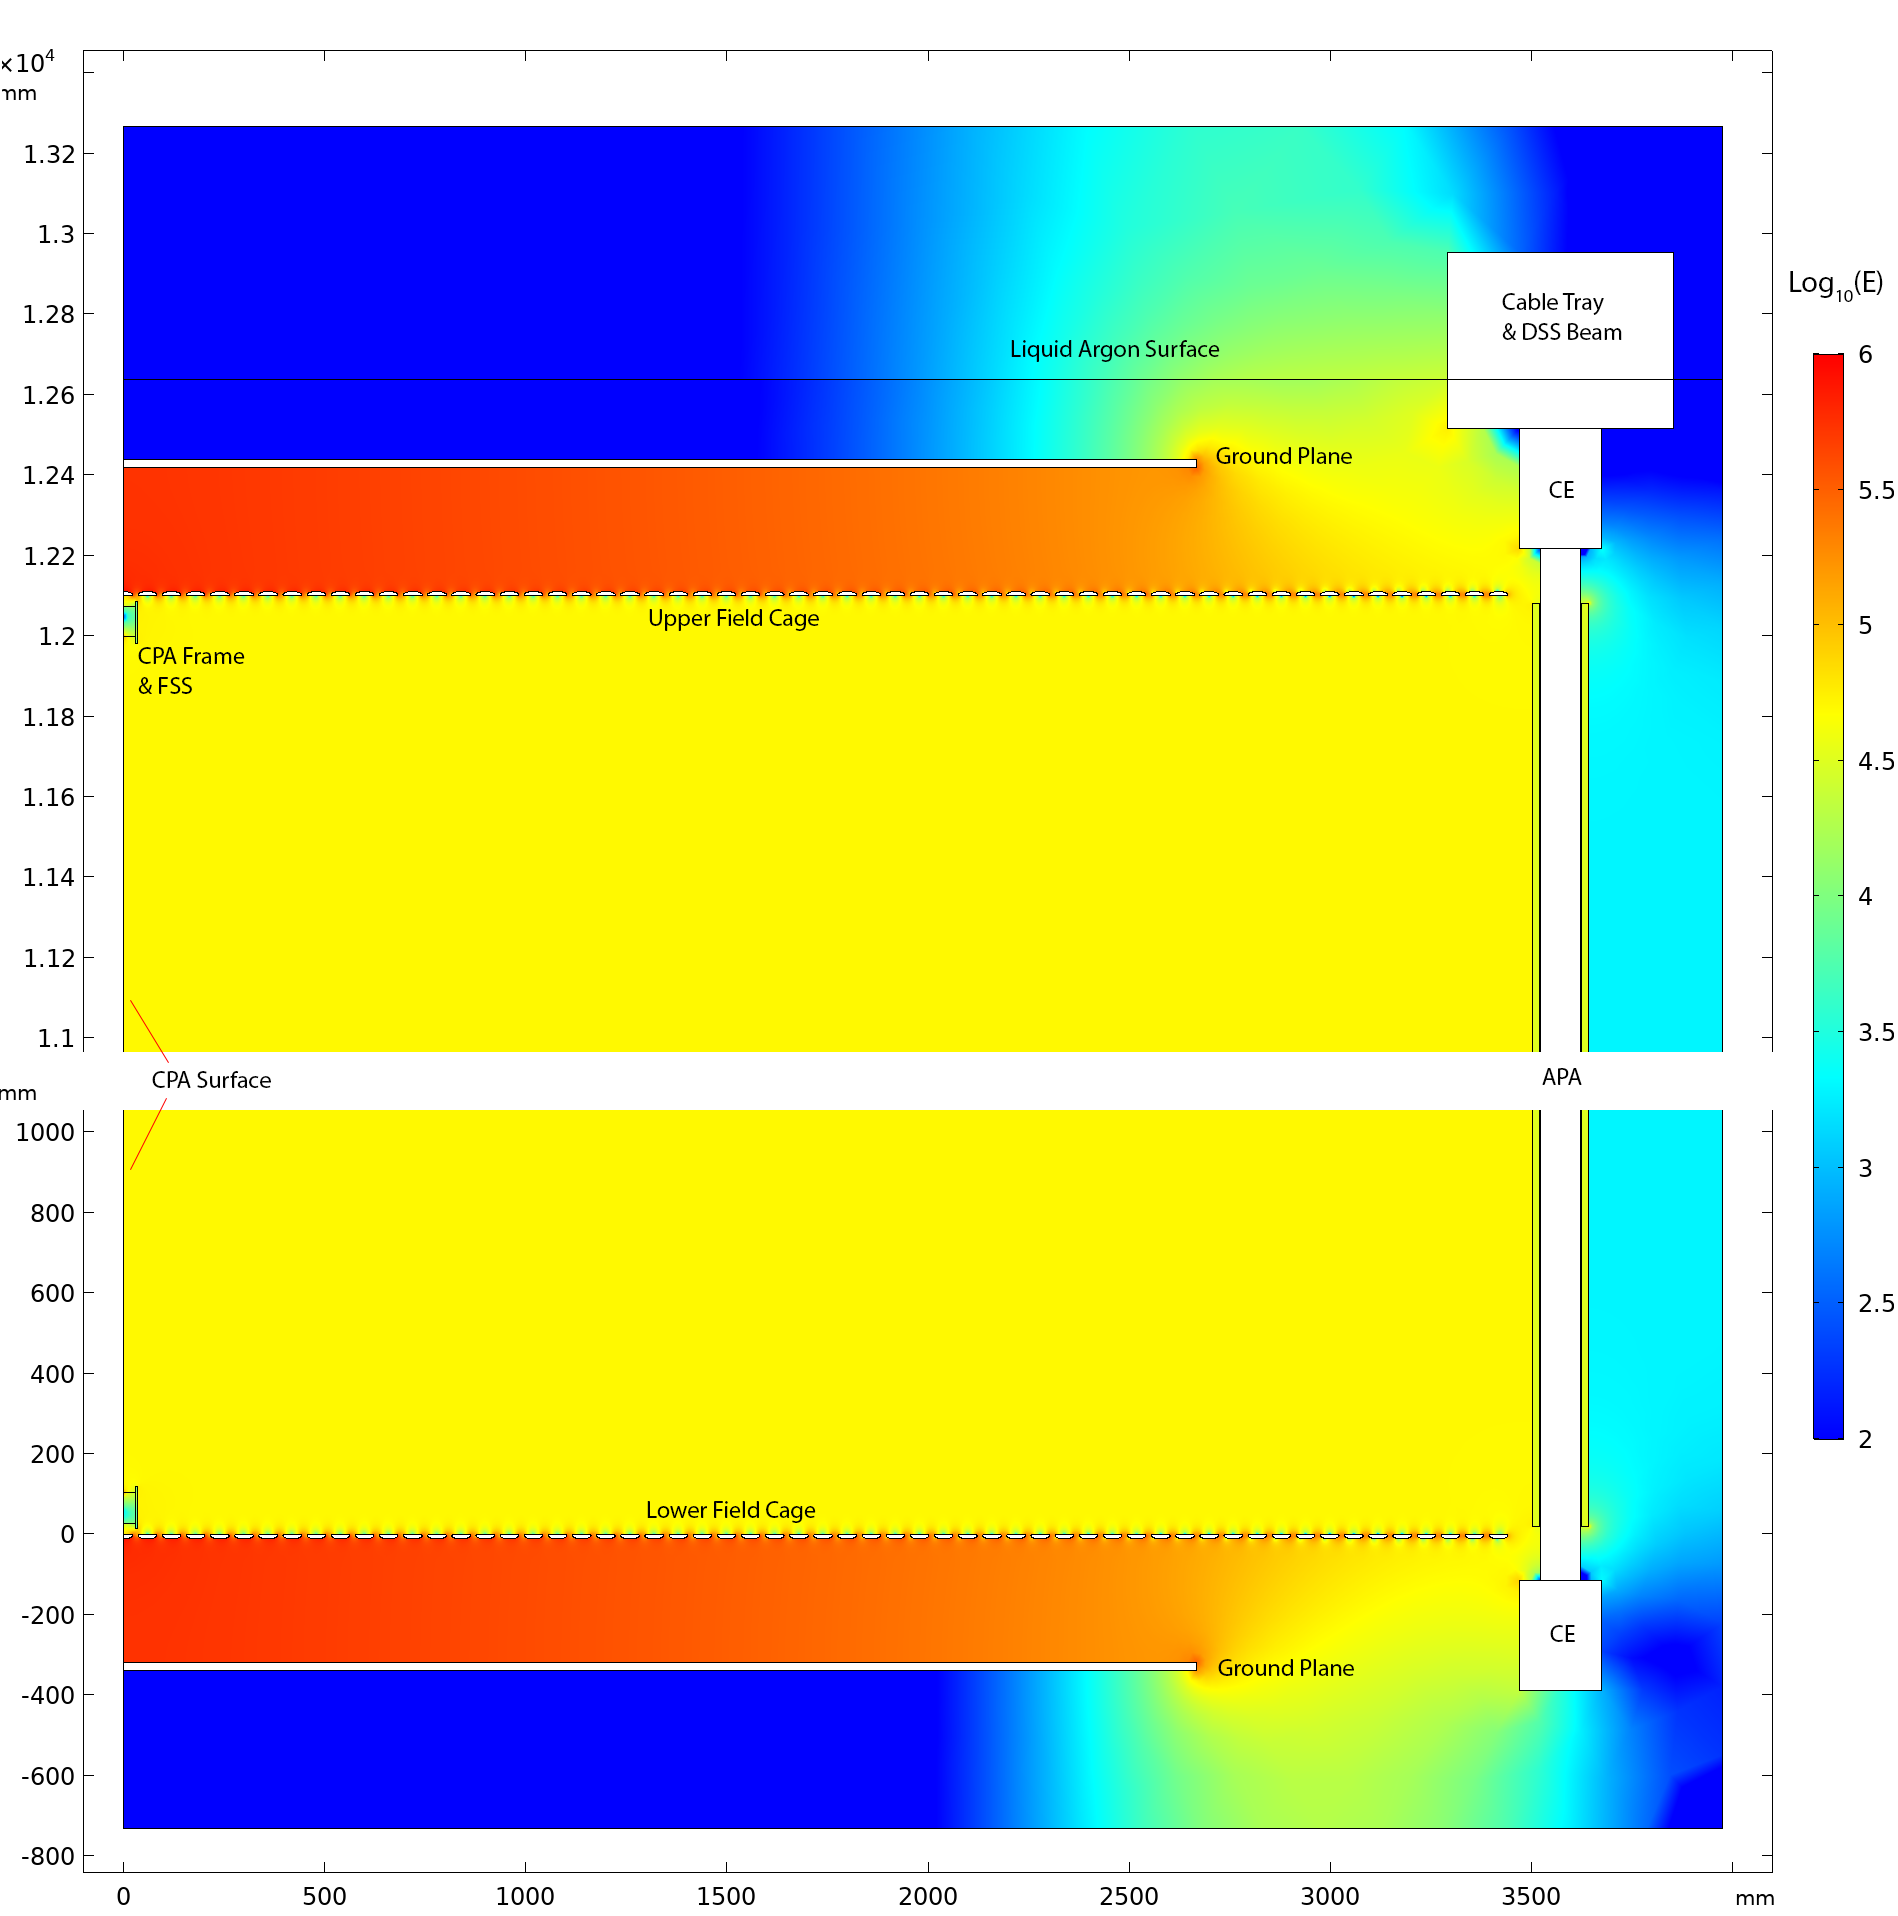 ×10⁴
mm
1.32
1.3
1.28
1.26
1.24
1.22
1.2
1.18
1.16
1.14
1.12
1.1
Cable Tray
& DSS Beam
Liquid Argon Surface
Ground Plane
CE
Upper Field Cage
CPA Frame
& FSS
CPA Surface
APA
mm
1000
800
600
400
200
0
-200
-400
-600
-800
Lower Field Cage
CE
Ground Plane
0 500 1000 1500 2000 2500 3000 3500 mm
Log₁₀(E)
6
5.5
5
4.5
4
3.5
3
2.5
2